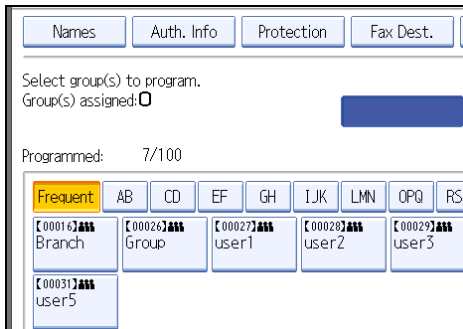 Names Auth. Info Protection Fax Dest.
Select group(s) to program.
Group(s) assigned:0
Programmed: 7/100
Frequent AB CD EF GH IJK LMN OPQ RS
【00016】 【00026】 【00027】 【00028】 【00029】
Branch Group user1 user2 user3
【00031】
user5